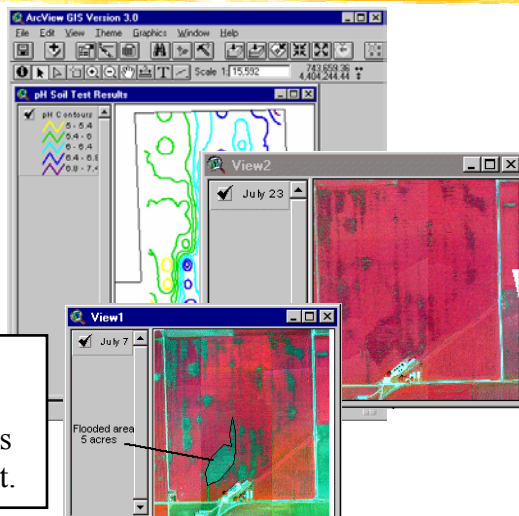 ArcView GIS Version 3.0
File Edit View Theme Graphics Window Help
Scale 1: 15,592
743,659.36
4,404,244.44
pH Soil Test Results
pH Contours
5 - 5.4
5.4 - 6
6 - 6.4
6.4 - 6.8
6.8 - 7.4
View2
July 23
View1
July 7
Flooded area
5 acres
s
t.